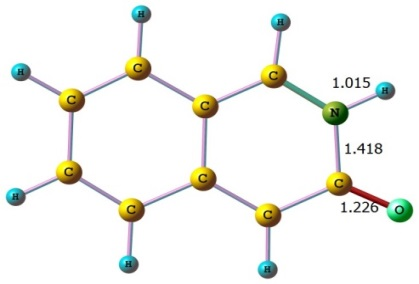 H H
H C C 1.015 H
C C N
1.418
C C C
H C C 1.226 O
H H